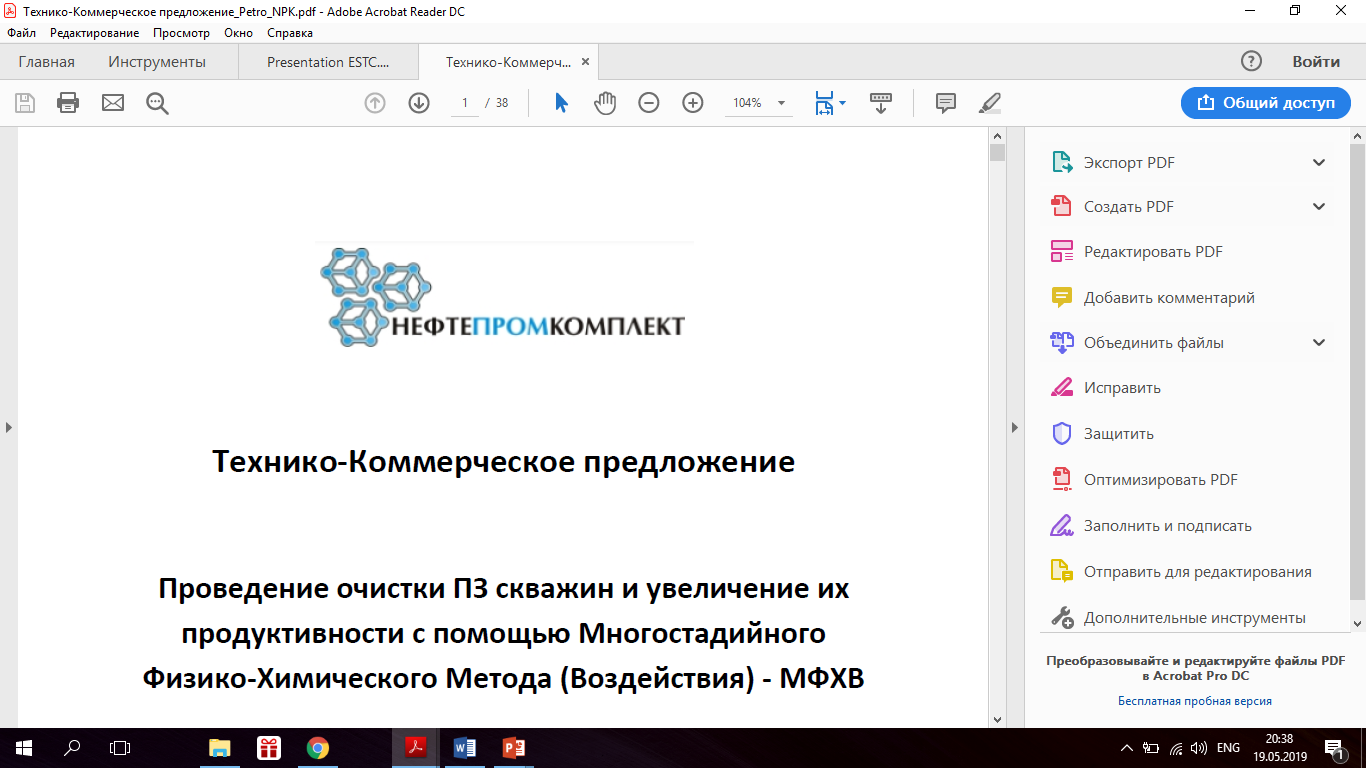 Технико-Коммерческое предложение_Petro_NPK.pdf - Adobe Acrobat Reader DC
Файл Редактирование Просмотр Окно Справка
Главная Инструменты Presentation ESTC.... Технико-Коммерч... Войти
1 / 38 104% Общий доступ
НЕФТЕПРОМКОМПЛЕКТ
Технико-Коммерческое предложение
Проведение очистки ПЗ скважин и увеличение их
продуктивности с помощью Многостадийного
Физико-Химического Метода (Воздействия) - МФХВ
Экспорт PDF
Создать PDF
Редактировать PDF
Добавить комментарий
Объединить файлы
Исправить
Защитить
Оптимизировать PDF
Заполнить и подписать
Отправить для редактирования
Дополнительные инструменты
Преобразовывайте и редактируйте файлы PDF
в Acrobat Pro DC
Бесплатная пробная версия
ENG 20:38
19.05.2019 1